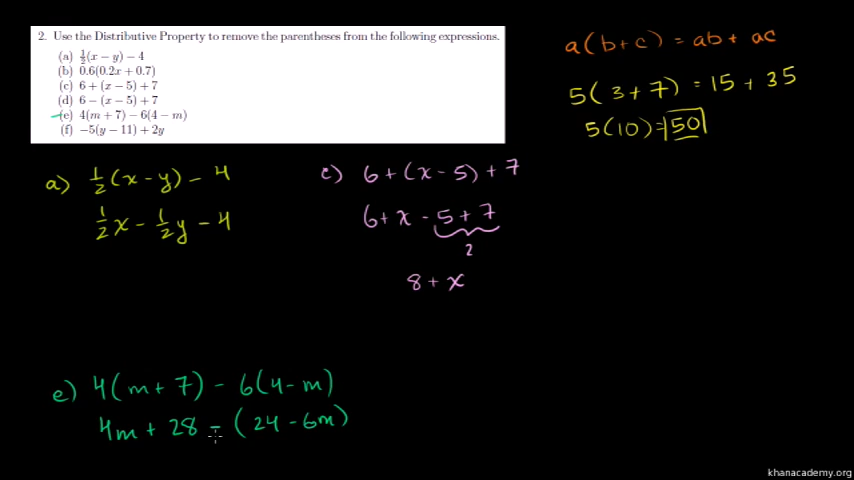 2. Use the Distributive Property to remove the parentheses from the following expressions.
(a) ½(x − y) − 4
(b) 0.6(0.2x + 0.7)
(c) 6 + (x − 5) + 7
(d) 6 − (x − 5) + 7
(e) 4(m + 7) − 6(4 − m)
(f) −5(y − 11) + 2y
a(b+c) = ab + ac
5(3+7) = 15 + 35
5(10) = 50
a) ½(x − y) − 4
½x − ½y − 4
c) 6 + (x − 5) + 7
6 + x − 5 + 7
2
8 + x
e) 4(m + 7) − 6(4 − m)
4m + 28 − (24 − 6m)
khanacademy.org